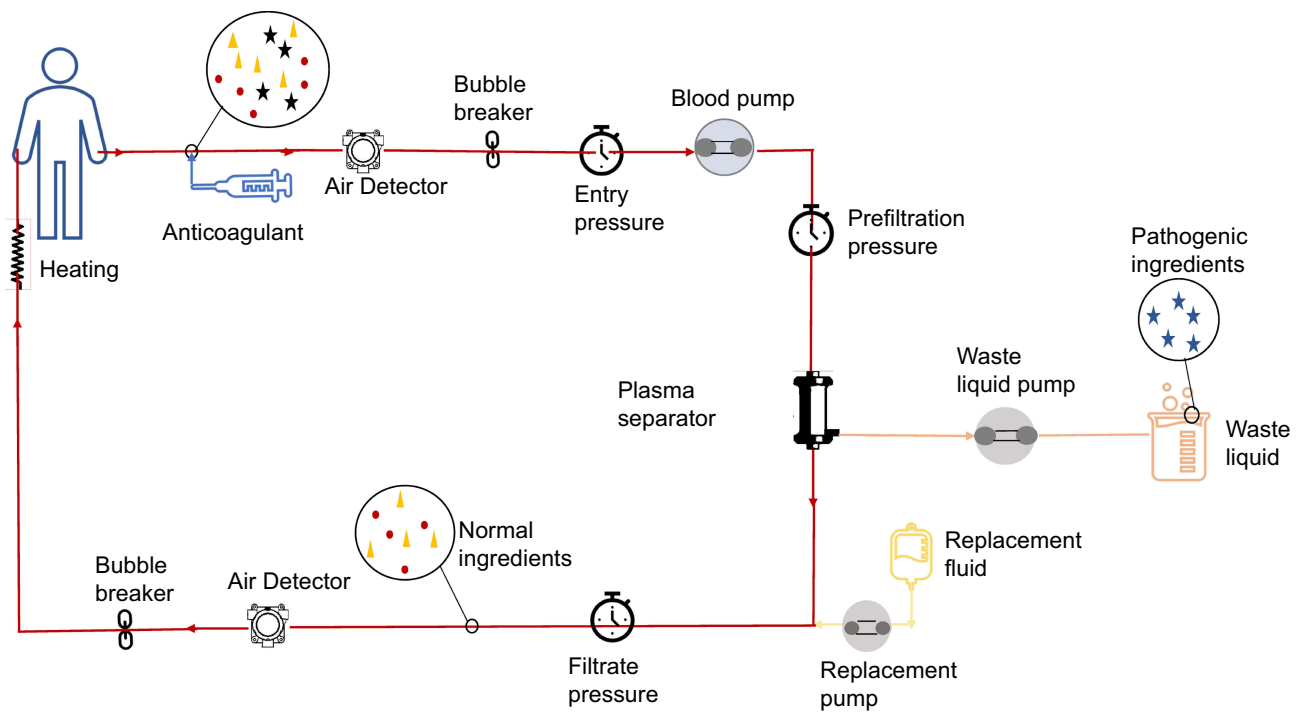 Bubble
breaker
Blood pump
Air Detector
Entry
pressure
Anticoagulant
Prefiltration
pressure
Pathogenic
ingredients
Heating
Waste
liquid pump
Plasma
separator
Waste
liquid
Normal
ingredients
Replacement
fluid
Bubble
breaker
Air Detector
Filtrate
pressure
Replacement
pump